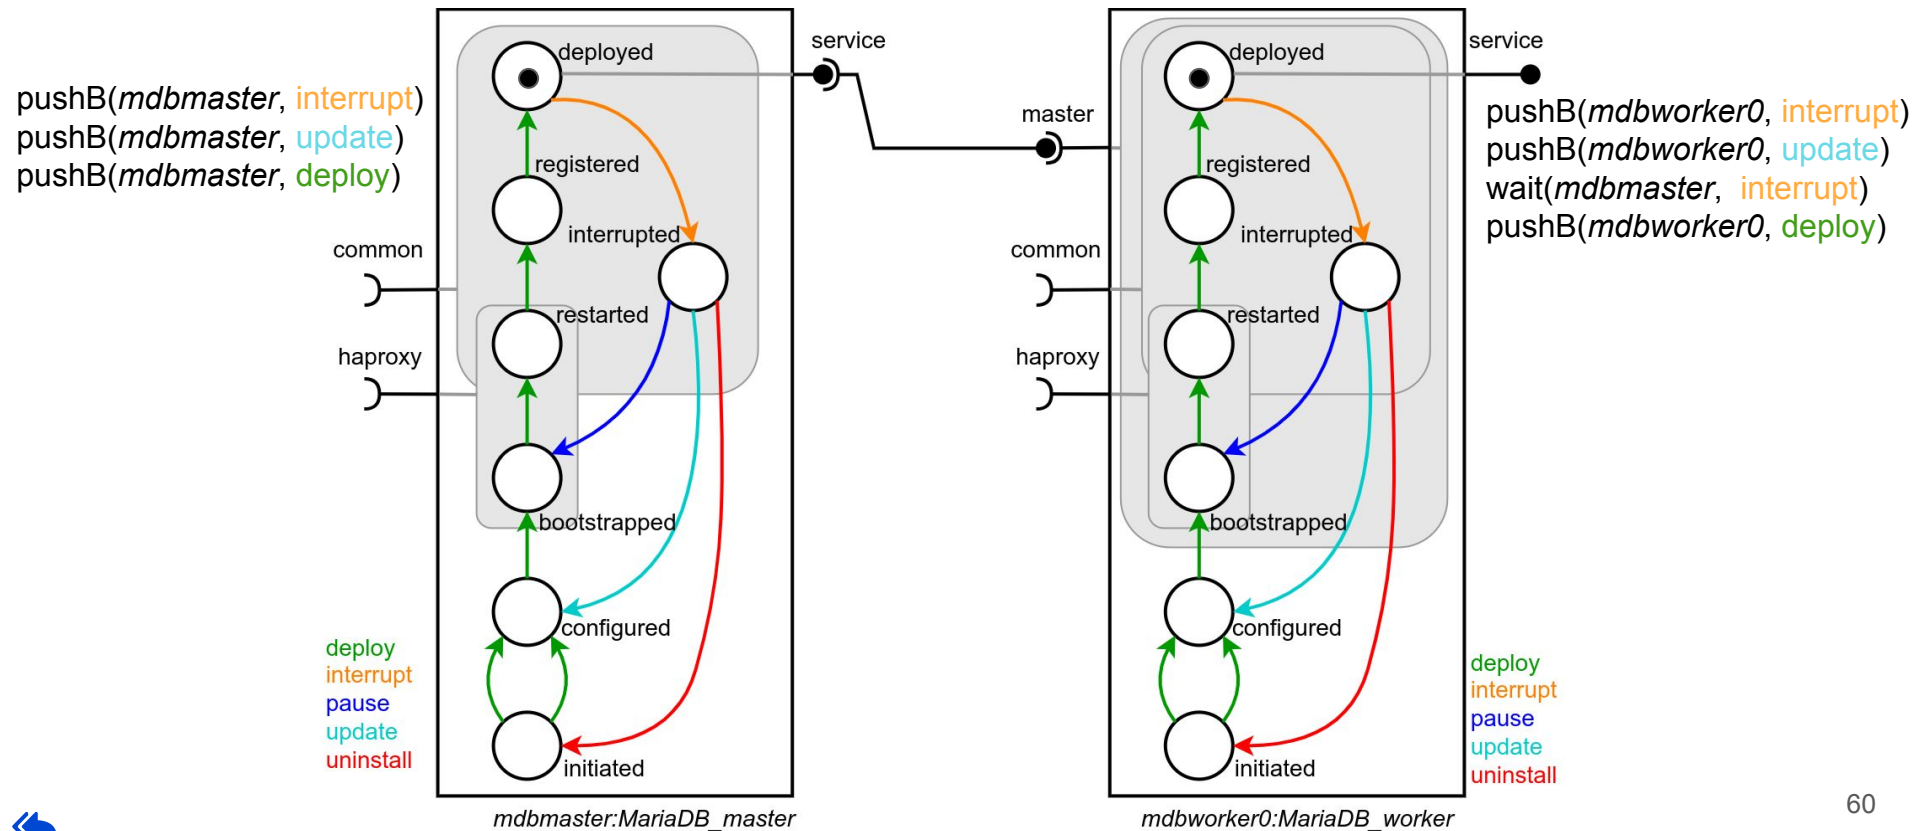 pushB(mdbmaster, interrupt)
pushB(mdbmaster, update)
pushB(mdbmaster, deploy)
deployed
registered
interrupted
restarted
bootstrapped
configured
initiated
common
haproxy
deploy
interrupt
pause
update
uninstall
mdbmaster:MariaDB_master
service
master
common
haproxy
deployed
registered
interrupted
restarted
bootstrapped
configured
initiated
mdbworker0:MariaDB_worker
service
pushB(mdbworker0, interrupt)
pushB(mdbworker0, update)
wait(mdbmaster, interrupt)
pushB(mdbworker0, deploy)
deploy
interrupt
pause
update
uninstall
60